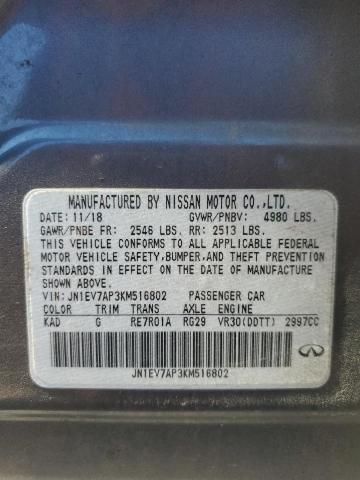 MANUFACTURED BY NISSAN MOTOR CO.,LTD.
DATE: 11/18 GVWR/PNBV: 4980 LBS.
GAWR/PNBE FR: 2546 LBS. RR: 2513 LBS.
THIS VEHICLE CONFORMS TO ALL APPLICABLE FEDERAL
MOTOR VEHICLE SAFETY,BUMPER,AND THEFT PREVENTION
STANDARDS IN EFFECT ON THE DATE OF MANUFACTURE
SHOWN ABOVE.
VIN: JN1EV7AP3KM516802 PASSENGER CAR
COLOR TRIM TRANS AXLE ENGINE
KAD G RE7R01A RG29 VR30(DDTT) 2997CC
JN1EV7AP3KM516802